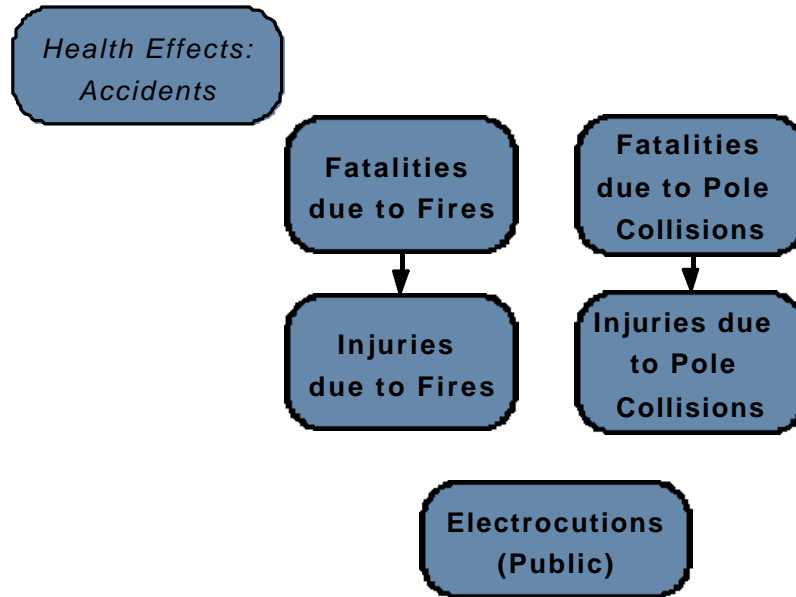 Health Effects:
Accidents
Fatalities
due to Fires
Fatalities
due to Pole
Collisions
Injuries
due to Fires
Injuries due
to Pole
Collisions
Electrocutions
(Public)